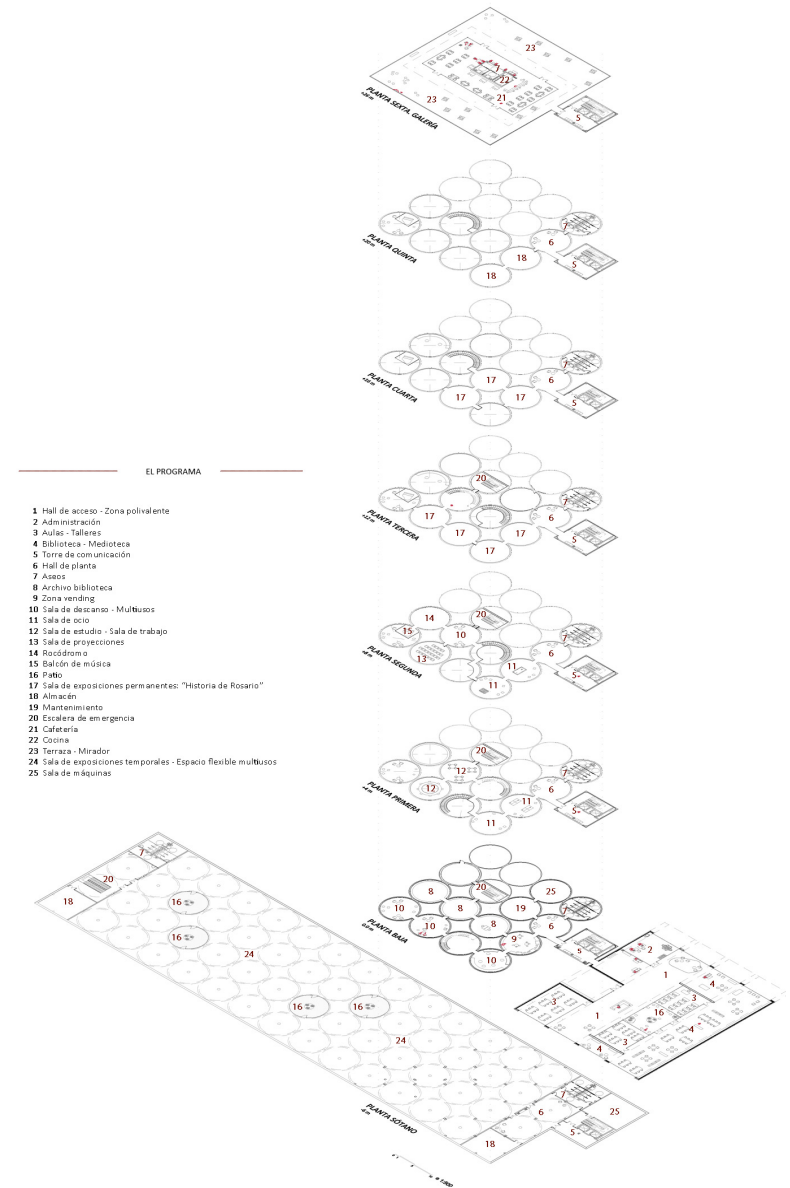 23
1
22
21
23
5
PLANTA SEXTA. GALERÍA
+26 m
7
6
18
5
18
PLANTA QUINTA
+20 m
7
17
6
17
17
5
PLANTA CUARTA
+16 m
20
7
17
6
17
17
5
17
PLANTA TERCERA
+12 m
20
14
15
10
7
13
6
11
5
11
PLANTA SEGUNDA
+8 m
20
12
7
12
6
11
5
11
PLANTA PRIMERA
+4 m
20
8
25
10
8
19
7
10
8
6
9
5
10
PLANTA BAJA
0.0 m
2
1
4
3
3
16
1
4
3
4
EL PROGRAMA
1 Hall de acceso - Zona polivalente
2 Administración
3 Aulas - Talleres
4 Biblioteca - Medioteca
5 Torre de comunicación
6 Hall de planta
7 Aseos
8 Archivo biblioteca
9 Zona vending
10 Sala de descanso - Multiusos
11 Sala de ocio
12 Sala de estudio - Sala de trabajo
13 Sala de proyecciones
14 Rocódromo
15 Balcón de música
16 Patio
17 Sala de exposiciones permanentes: "Historia de Rosario"
18 Almacén
19 Mantenimiento
20 Escalera de emergencia
21 Cafetería
22 Cocina
23 Terraza - Mirador
24 Sala de exposiciones temporales - Espacio flexible multiusos
25 Sala de máquinas
7
20
18
16
16
24
16
16
24
7
6
25
5
18
PLANTA SÓTANO
-6 m